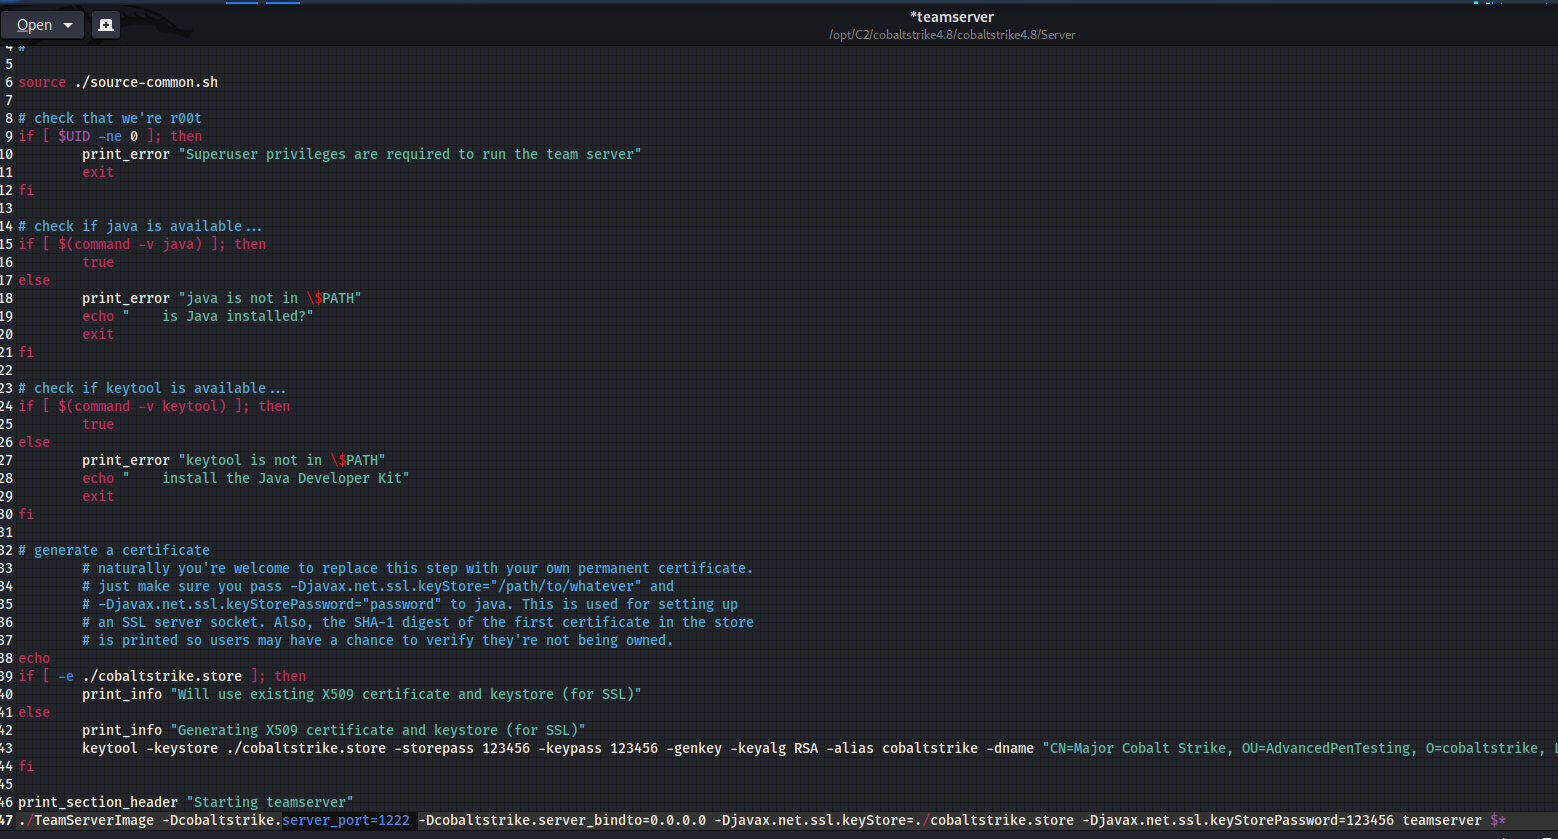 Open
*teamserver
/opt/C2/cobaltstrike4.8/cobaltstrike4.8/Server
4 #
5
6 source ./source-common.sh
7
8 # check that we're r00t
9 if [ $UID -ne 0 ]; then
10 print_error "Superuser privileges are required to run the team server"
11 exit
12 fi
13
14 # check if java is available...
15 if [ $(command -v java) ]; then
16 true
17 else
18 print_error "java is not in \$PATH"
19 echo "    is Java installed?"
20 exit
21 fi
22
23 # check if keytool is available...
24 if [ $(command -v keytool) ]; then
25 true
26 else
27 print_error "keytool is not in \$PATH"
28 echo "    install the Java Developer Kit"
29 exit
30 fi
31
32 # generate a certificate
33 # naturally you're welcome to replace this step with your own permanent certificate.
34 # just make sure you pass -Djavax.net.ssl.keyStore="/path/to/whatever" and
35 # -Djavax.net.ssl.keyStorePassword="password" to java. This is used for setting up
36 # an SSL server socket. Also, the SHA-1 digest of the first certificate in the store
37 # is printed so users may have a chance to verify they're not being owned.
38 echo
39 if [ -e ./cobaltstrike.store ]; then
40 print_info "Will use existing X509 certificate and keystore (for SSL)"
41 else
42 print_info "Generating X509 certificate and keystore (for SSL)"
43 keytool -keystore ./cobaltstrike.store -storepass 123456 -keypass 123456 -genkey -keyalg RSA -alias cobaltstrike -dname "CN=Major Cobalt Strike, OU=AdvancedPenTesting, O=cobaltstrike,
44 fi
45
46 print_section_header "Starting teamserver"
47 ./TeamServerImage -Dcobaltstrike.server_port=1222 -Dcobaltstrike.server_bindto=0.0.0.0 -Djavax.net.ssl.keyStore=./cobaltstrike.store -Djavax.net.ssl.keyStorePassword=123456 teamserver $*